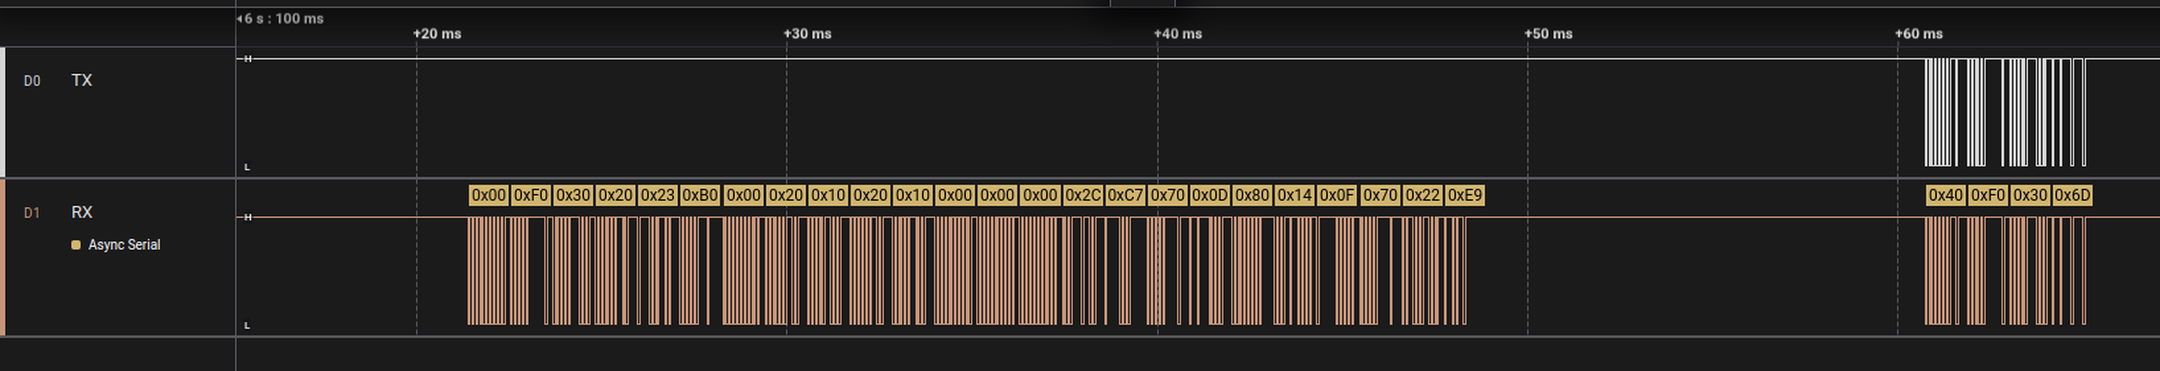 6 s : 100 ms
+20 ms +30 ms +40 ms +50 ms +60 ms
H
D0 TX
L
0x00 0xF0 0x30 0x20 0x23 0xB0 0x00 0x20 0x10 0x20 0x10 0x00 0x00 0x00 0x2C 0xC7 0x70 0x0D 0x80 0x14 0x0F 0x70 0x22 0xE9 0x40 0xF0 0x30 0x6D
D1 RX
H
Async Serial
L